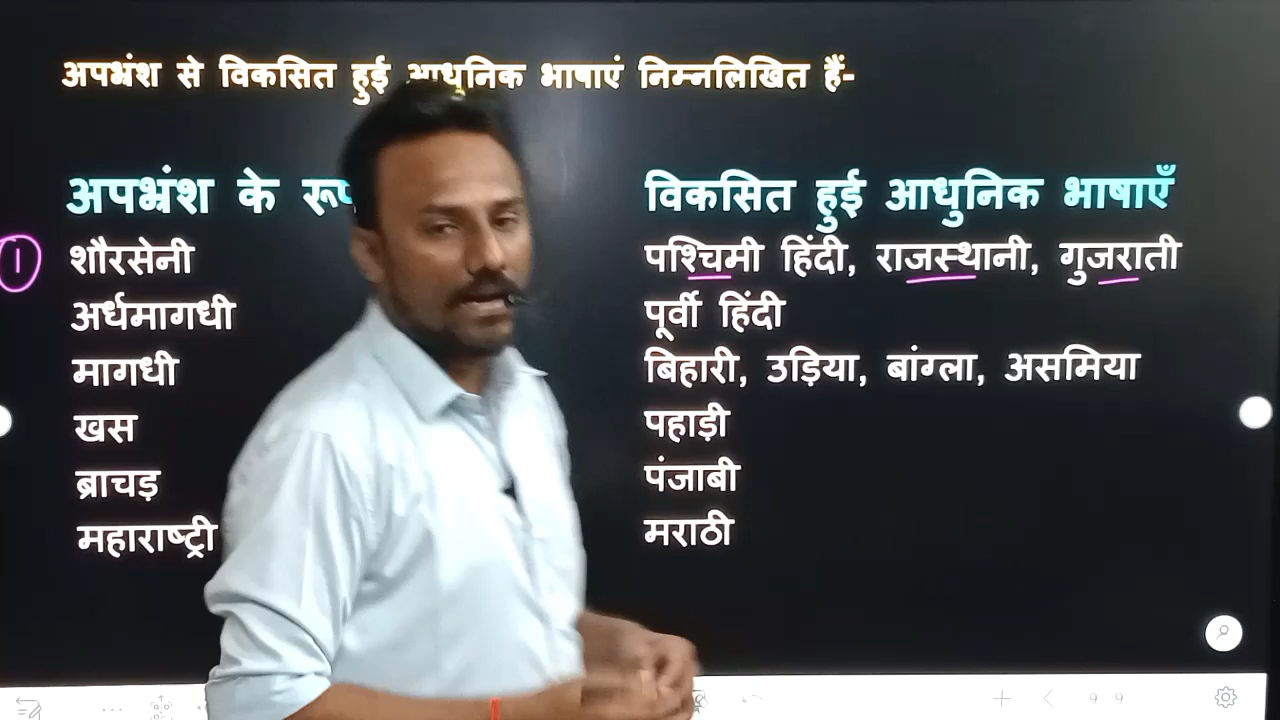 अपभ्रंश से विकसित हुई आधुनिक भाषाएं निम्नलिखित हैं-
अपभ्रंश के विकसित हुई आधुनिक भाषाएँ
1 शौरसेनी पश्चिमी हिंदी, राजस्थानी, गुजराती
अर्धमागधी पूर्वी हिंदी
मागधी बिहारी, उड़िया, बांग्ला, असमिया
खस पहाड़ी
ब्राचड़ पंजाबी
महाराष्ट्री मराठी